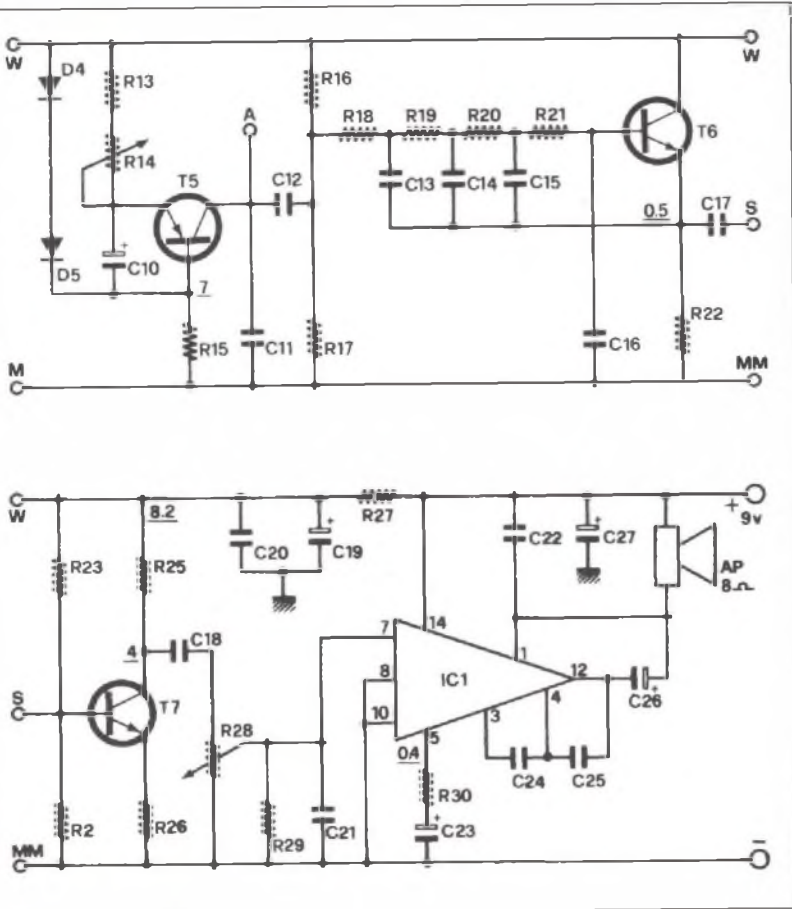 W
W
D4
R13
R16
A
R18
R19
R20
R21
T6
R14
T5
C12
C13
C14
C15
C17
0.5
S
D5
+
C10
7
R15
C11
R17
C16
R22
M
MM
W
8.2
R27
+
9v
C20
+
C19
C22
+
C27
R23
R25
AP
8Ω
4
C18
7
14
1
8
IC1
12
S
T7
10
4
R28
3
C26
+
5
0.4
C24
C25
R30
R2
R26
R29
C21
+
C23
MM
-